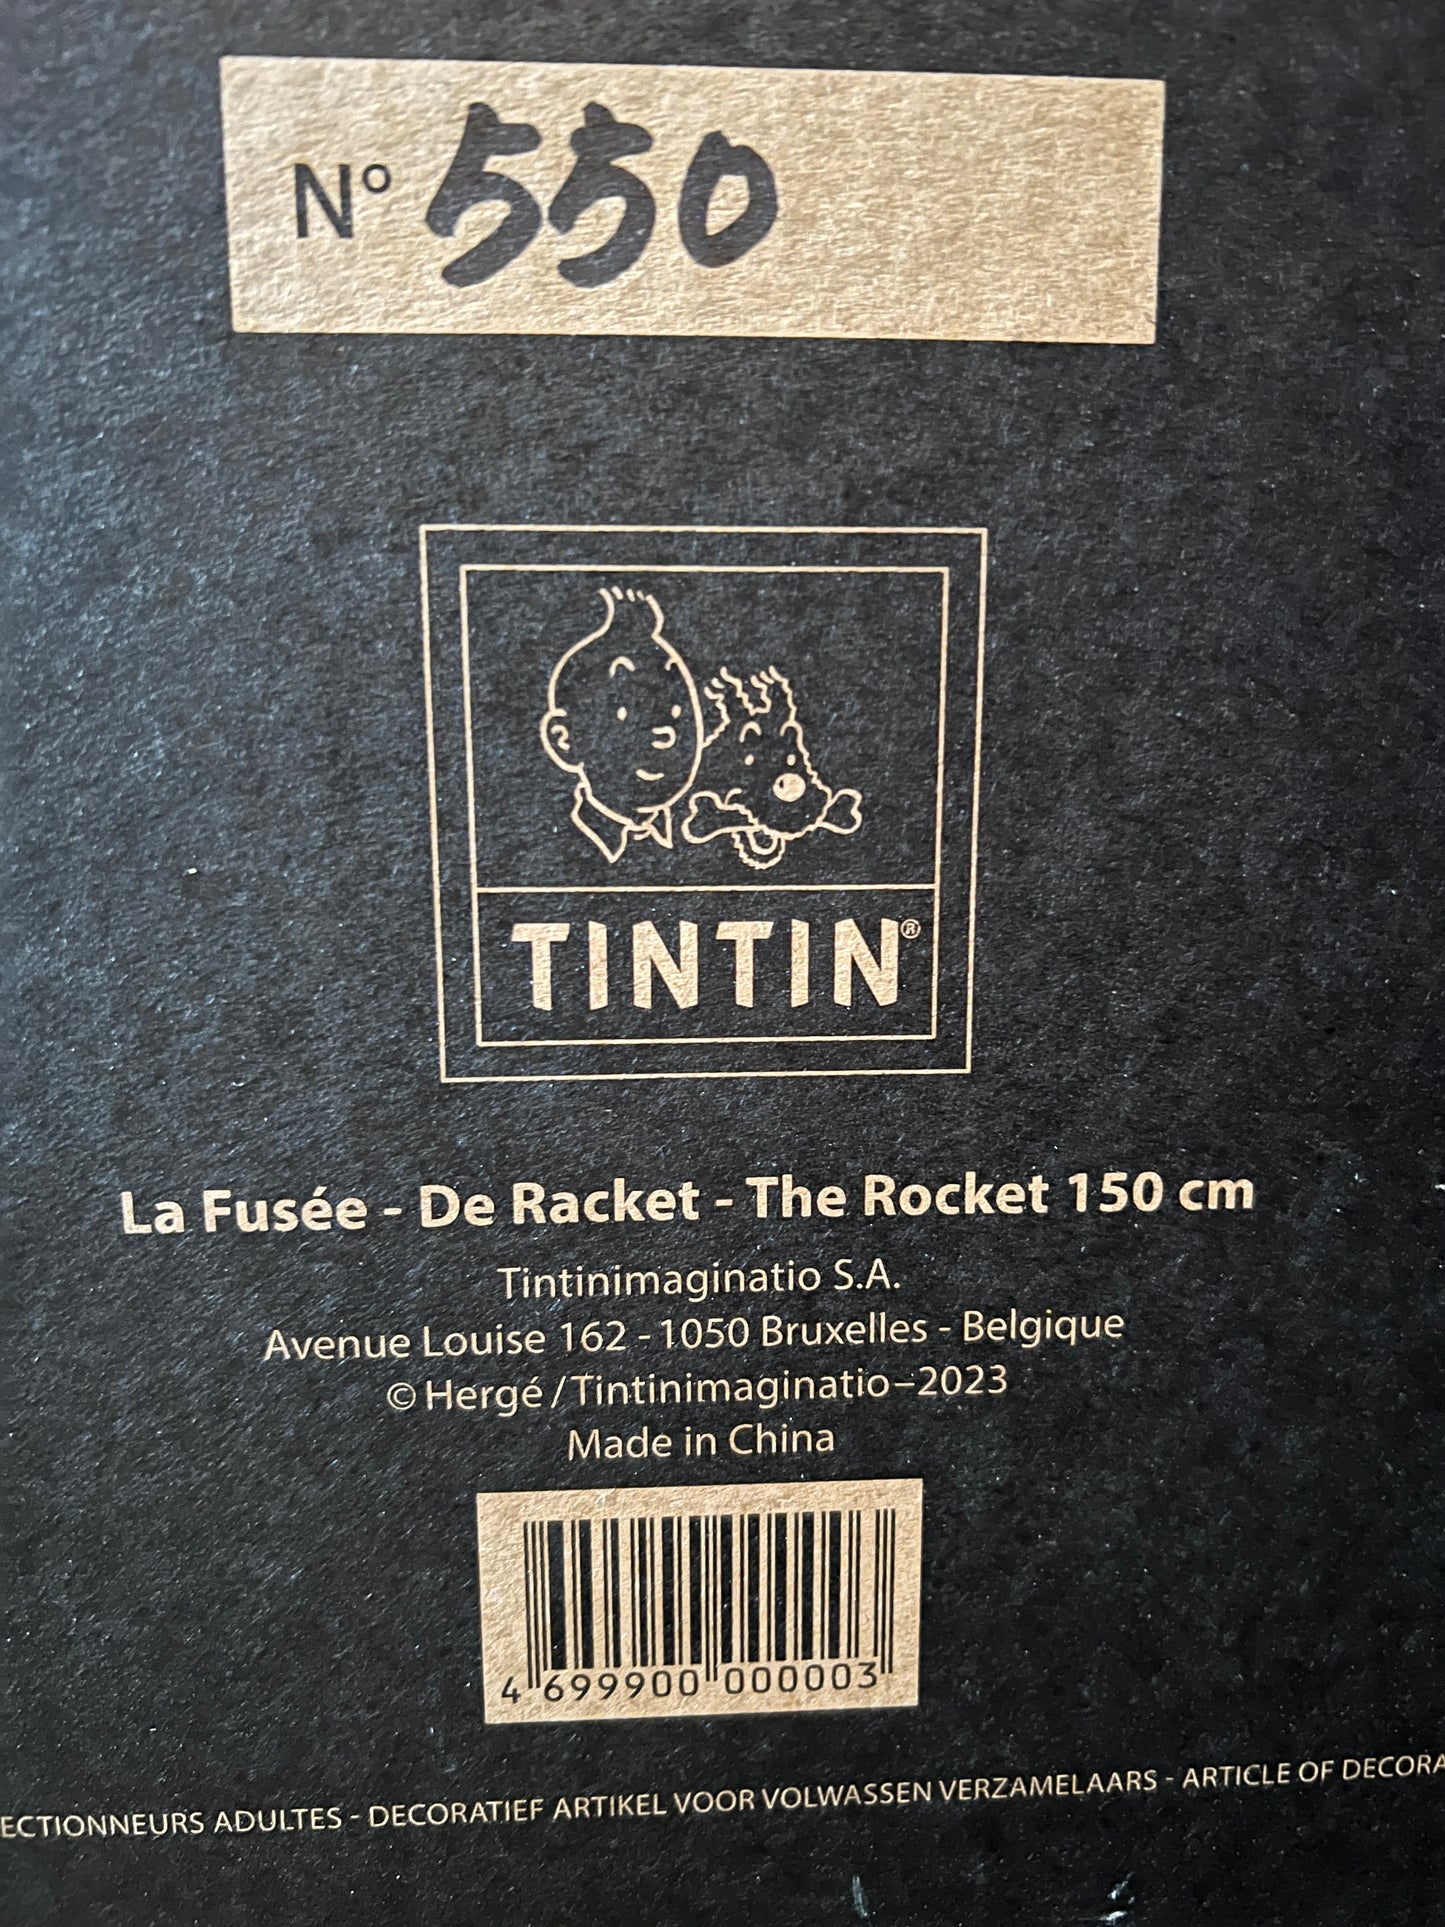 N° 550
TINTIN®
La Fusée - De Racket - The Rocket 150 cm
Tintinimaginatio S.A.
Avenue Louise 162 - 1050 Bruxelles - Belgique
© Hergé / Tintinimaginatio–2023
Made in China
4 699900 000003
ECTIONNEURS ADULTES - DECORATIEF ARTIKEL VOOR VOLWASSEN VERZAMELAARS - ARTICLE OF DECORA